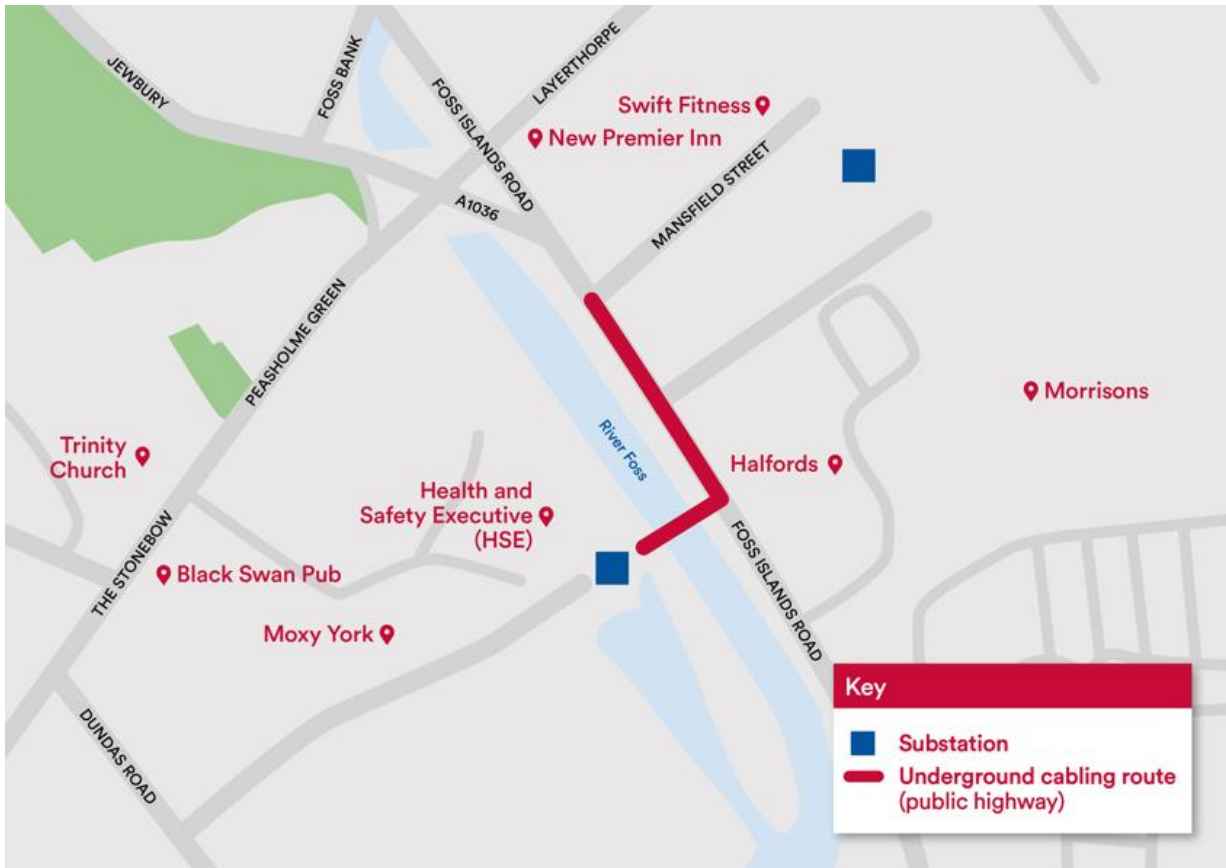 JEWBURY
FOSS BANK
FOSS ISLANDS ROAD
LAYERTHORPE
Swift Fitness
New Premier Inn
MANSFIELD STREET
A1036
PEASHOLME GREEN
Morrisons
River Foss
Trinity
Church
Halfords
Health and
Safety Executive
(HSE)
THE STONEBOW
Black Swan Pub
FOSS ISLANDS ROAD
Moxy York
DUNDAS ROAD
Key
Substation
Underground cabling route
(public highway)